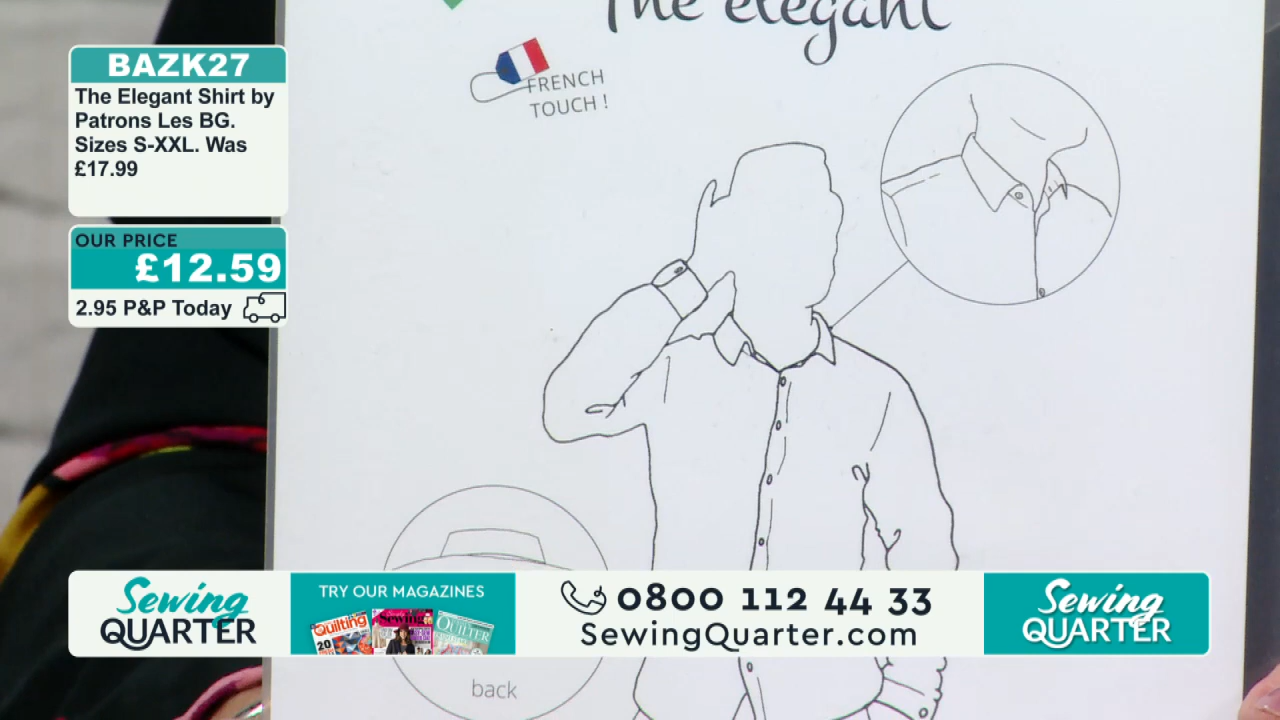 The elegant
FRENCH
TOUCH !
BAZK27
The Elegant Shirt by
Patrons Les BG.
Sizes S-XXL. Was
£17.99
OUR PRICE
£12.59
2.95 P&P Today
back
Sewing
QUARTER
TRY OUR MAGAZINES
Quilting
20
Sewing
QUILTER
0800 112 44 33
SewingQuarter.com
Sewing
QUARTER